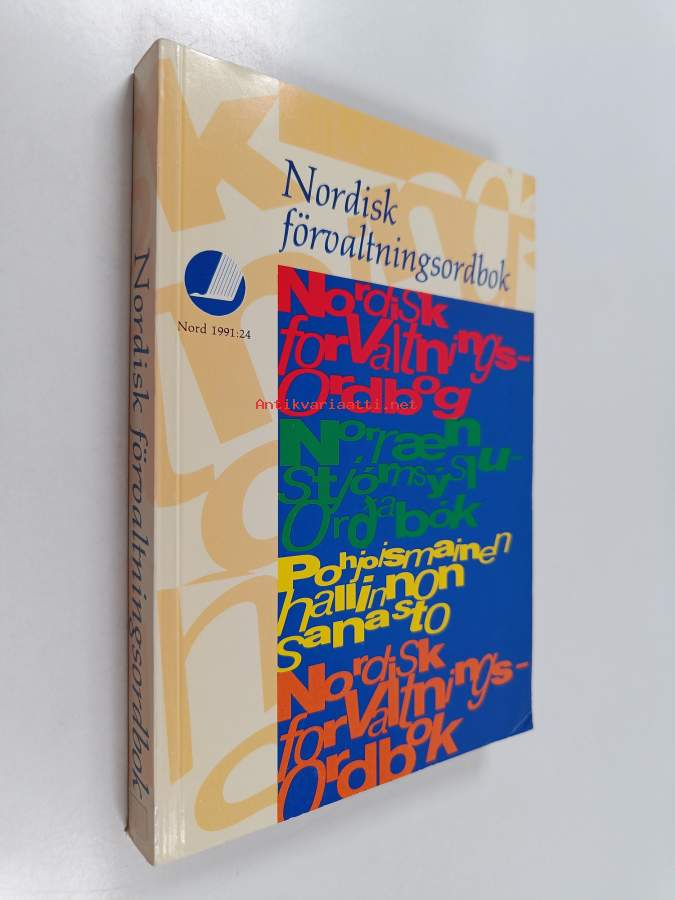 Nordisk förvaltningsordbok
Nordisk
förvaltningsordbok
Nord 1991:24
Nordisk
forvaltnings-
ordbog
Antikvariaatti.net
Norræn
stjórnsýslu-
orðabók
Pohjoismainen
hallinnon
sanasto
Nordisk
forvaltnings-
ordbok